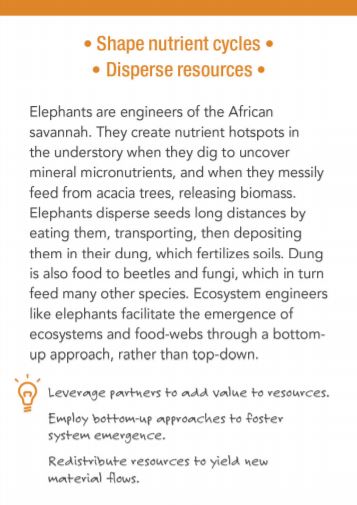 • Shape nutrient cycles •
• Disperse resources •
Elephants are engineers of the African
savannah. They create nutrient hotspots in
the understory when they dig to uncover
mineral micronutrients, and when they messily
feed from acacia trees, releasing biomass.
Elephants disperse seeds long distances by
eating them, transporting, then depositing
them in their dung, which fertilizes soils. Dung
is also food to beetles and fungi, which in turn
feed many other species. Ecosystem engineers
like elephants facilitate the emergence of
ecosystems and food-webs through a bottom-
up approach, rather than top-down.
Leverage partners to add value to resources.
Employ bottom-up approaches to foster
system emergence.
Redistribute resources to yield new
material flows.